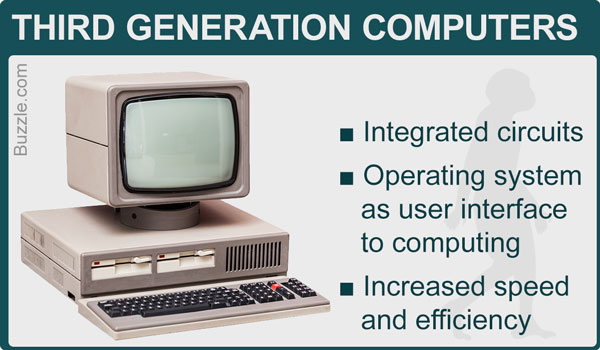 THIRD GENERATION COMPUTERS
Buzzle.com
■ Integrated circuits
■ Operating system
as user interface
to computing
■ Increased speed
and efficiency